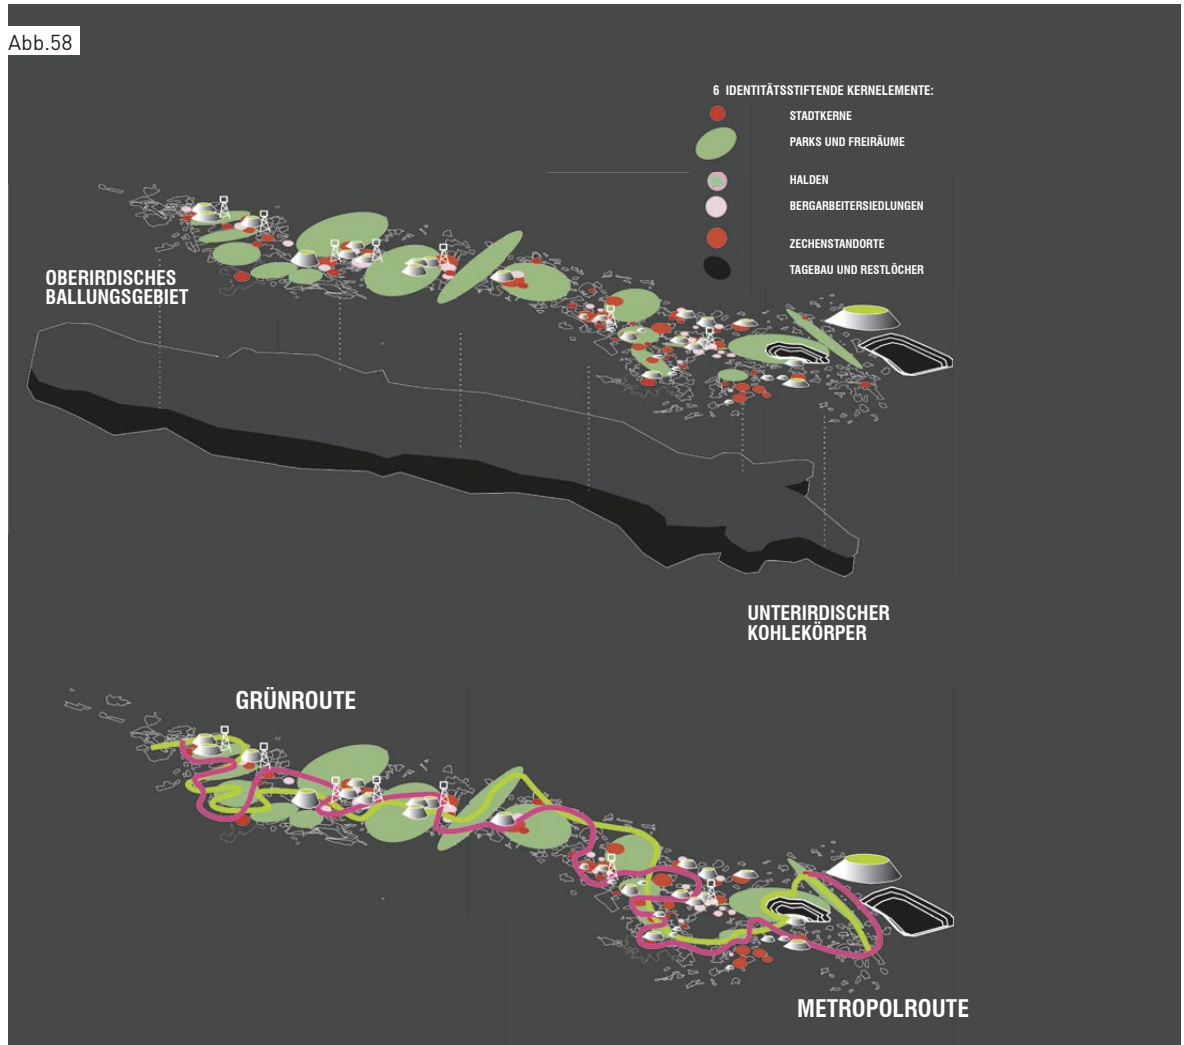 Abb.58
6 IDENTITÄTSSTIFTENDE KERNELEMENTE:
STADTKERNE
PARKS UND FREIRÄUME
HALDEN
BERGARBEITERSIEDLUNGEN
ZECHENSTANDORTE
TAGEBAU UND RESTLÖCHER
OBERIRDISCHES
BALLUNGSGEBIET
UNTERIRDISCHER
KOHLEKÖRPER
GRÜNROUTE
METROPOLROUTE